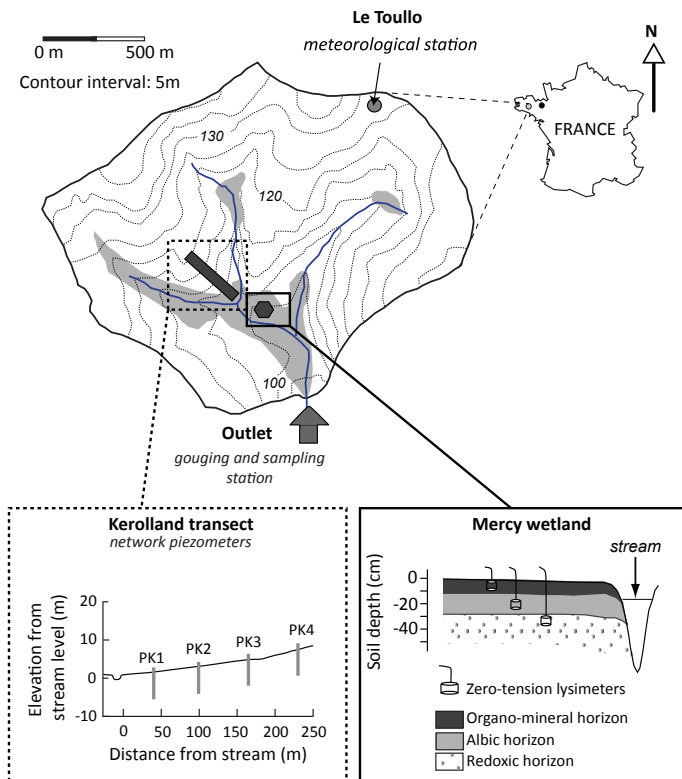 Le Toullo
meteorological station
0 m 500 m
Contour interval: 5m
N
FRANCE
130
120
100
Outlet
gouging and sampling
station
Kerolland transect
network piezometers
Elevation from
stream level (m)
20
10
0
-10
PK1
PK2
PK3
PK4
0 50 100 150 200 250
Distance from stream (m)
Mercy wetland
stream
Soil depth (cm)
0
-20
-40
Zero-tension lysimeters
Organo-mineral horizon
Albic horizon
Redoxic horizon